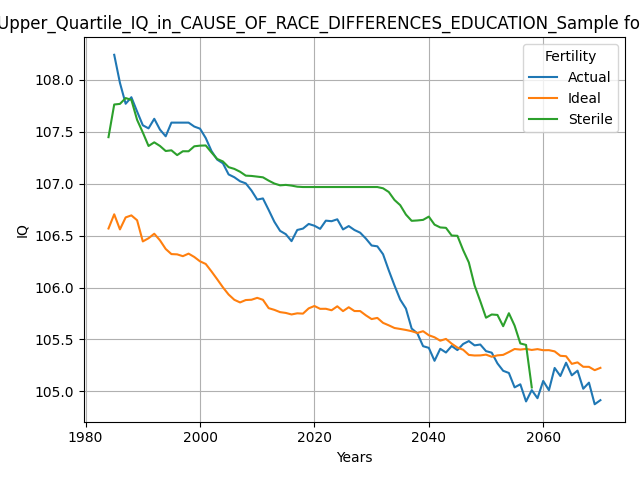 Upper_Quartile_IQ_in_CAUSE_OF_RACE_DIFFERENCES_EDUCATION_Sample fo
Fertility
Actual
Ideal
Sterile
IQ
108.0
107.5
107.0
106.5
106.0
105.5
105.0
1980 2000 2020 2040 2060
Years